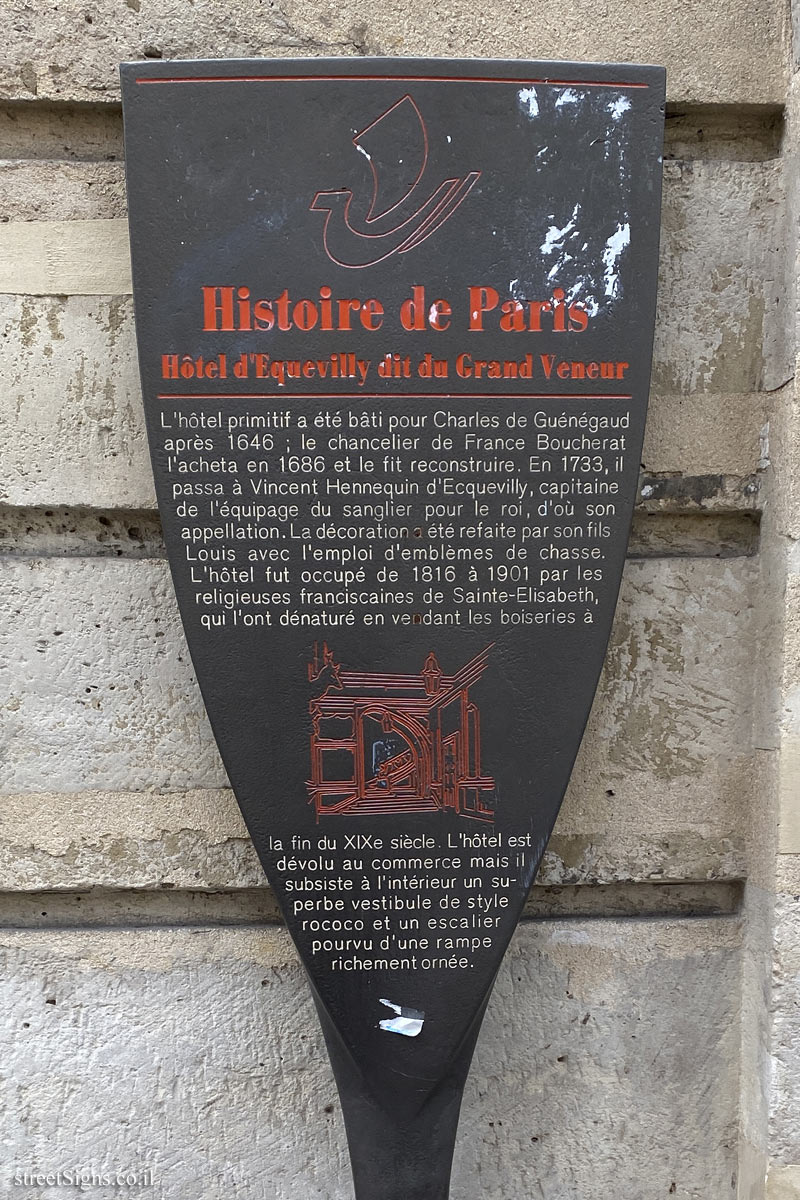 Histoire de Paris
Hôtel d'Equevilly dit du Grand Veneur
L'hôtel primitif a été bâti pour Charles de Guénégaud
après 1646 ; le chancelier de France Boucherat
l'acheta en 1686 et le fit reconstruire. En 1733, il
passa à Vincent Hennequin d'Ecquevilly, capitaine
de l'équipage du sanglier pour le roi, d'où son
appellation. La décoration a été refaite par son fils
Louis avec l'emploi d'emblèmes de chasse.
L'hôtel fut occupé de 1816 à 1901 par les
religieuses franciscaines de Sainte-Elisabeth,
qui l'ont dénaturé en vendant les boiseries à
la fin du XIXe siècle. L'hôtel est
dévolu au commerce mais il
subsiste à l'intérieur un su-
perbe vestibule de style
rococo et un escalier
pourvu d'une rampe
richement ornée.
streetSigns.co.il